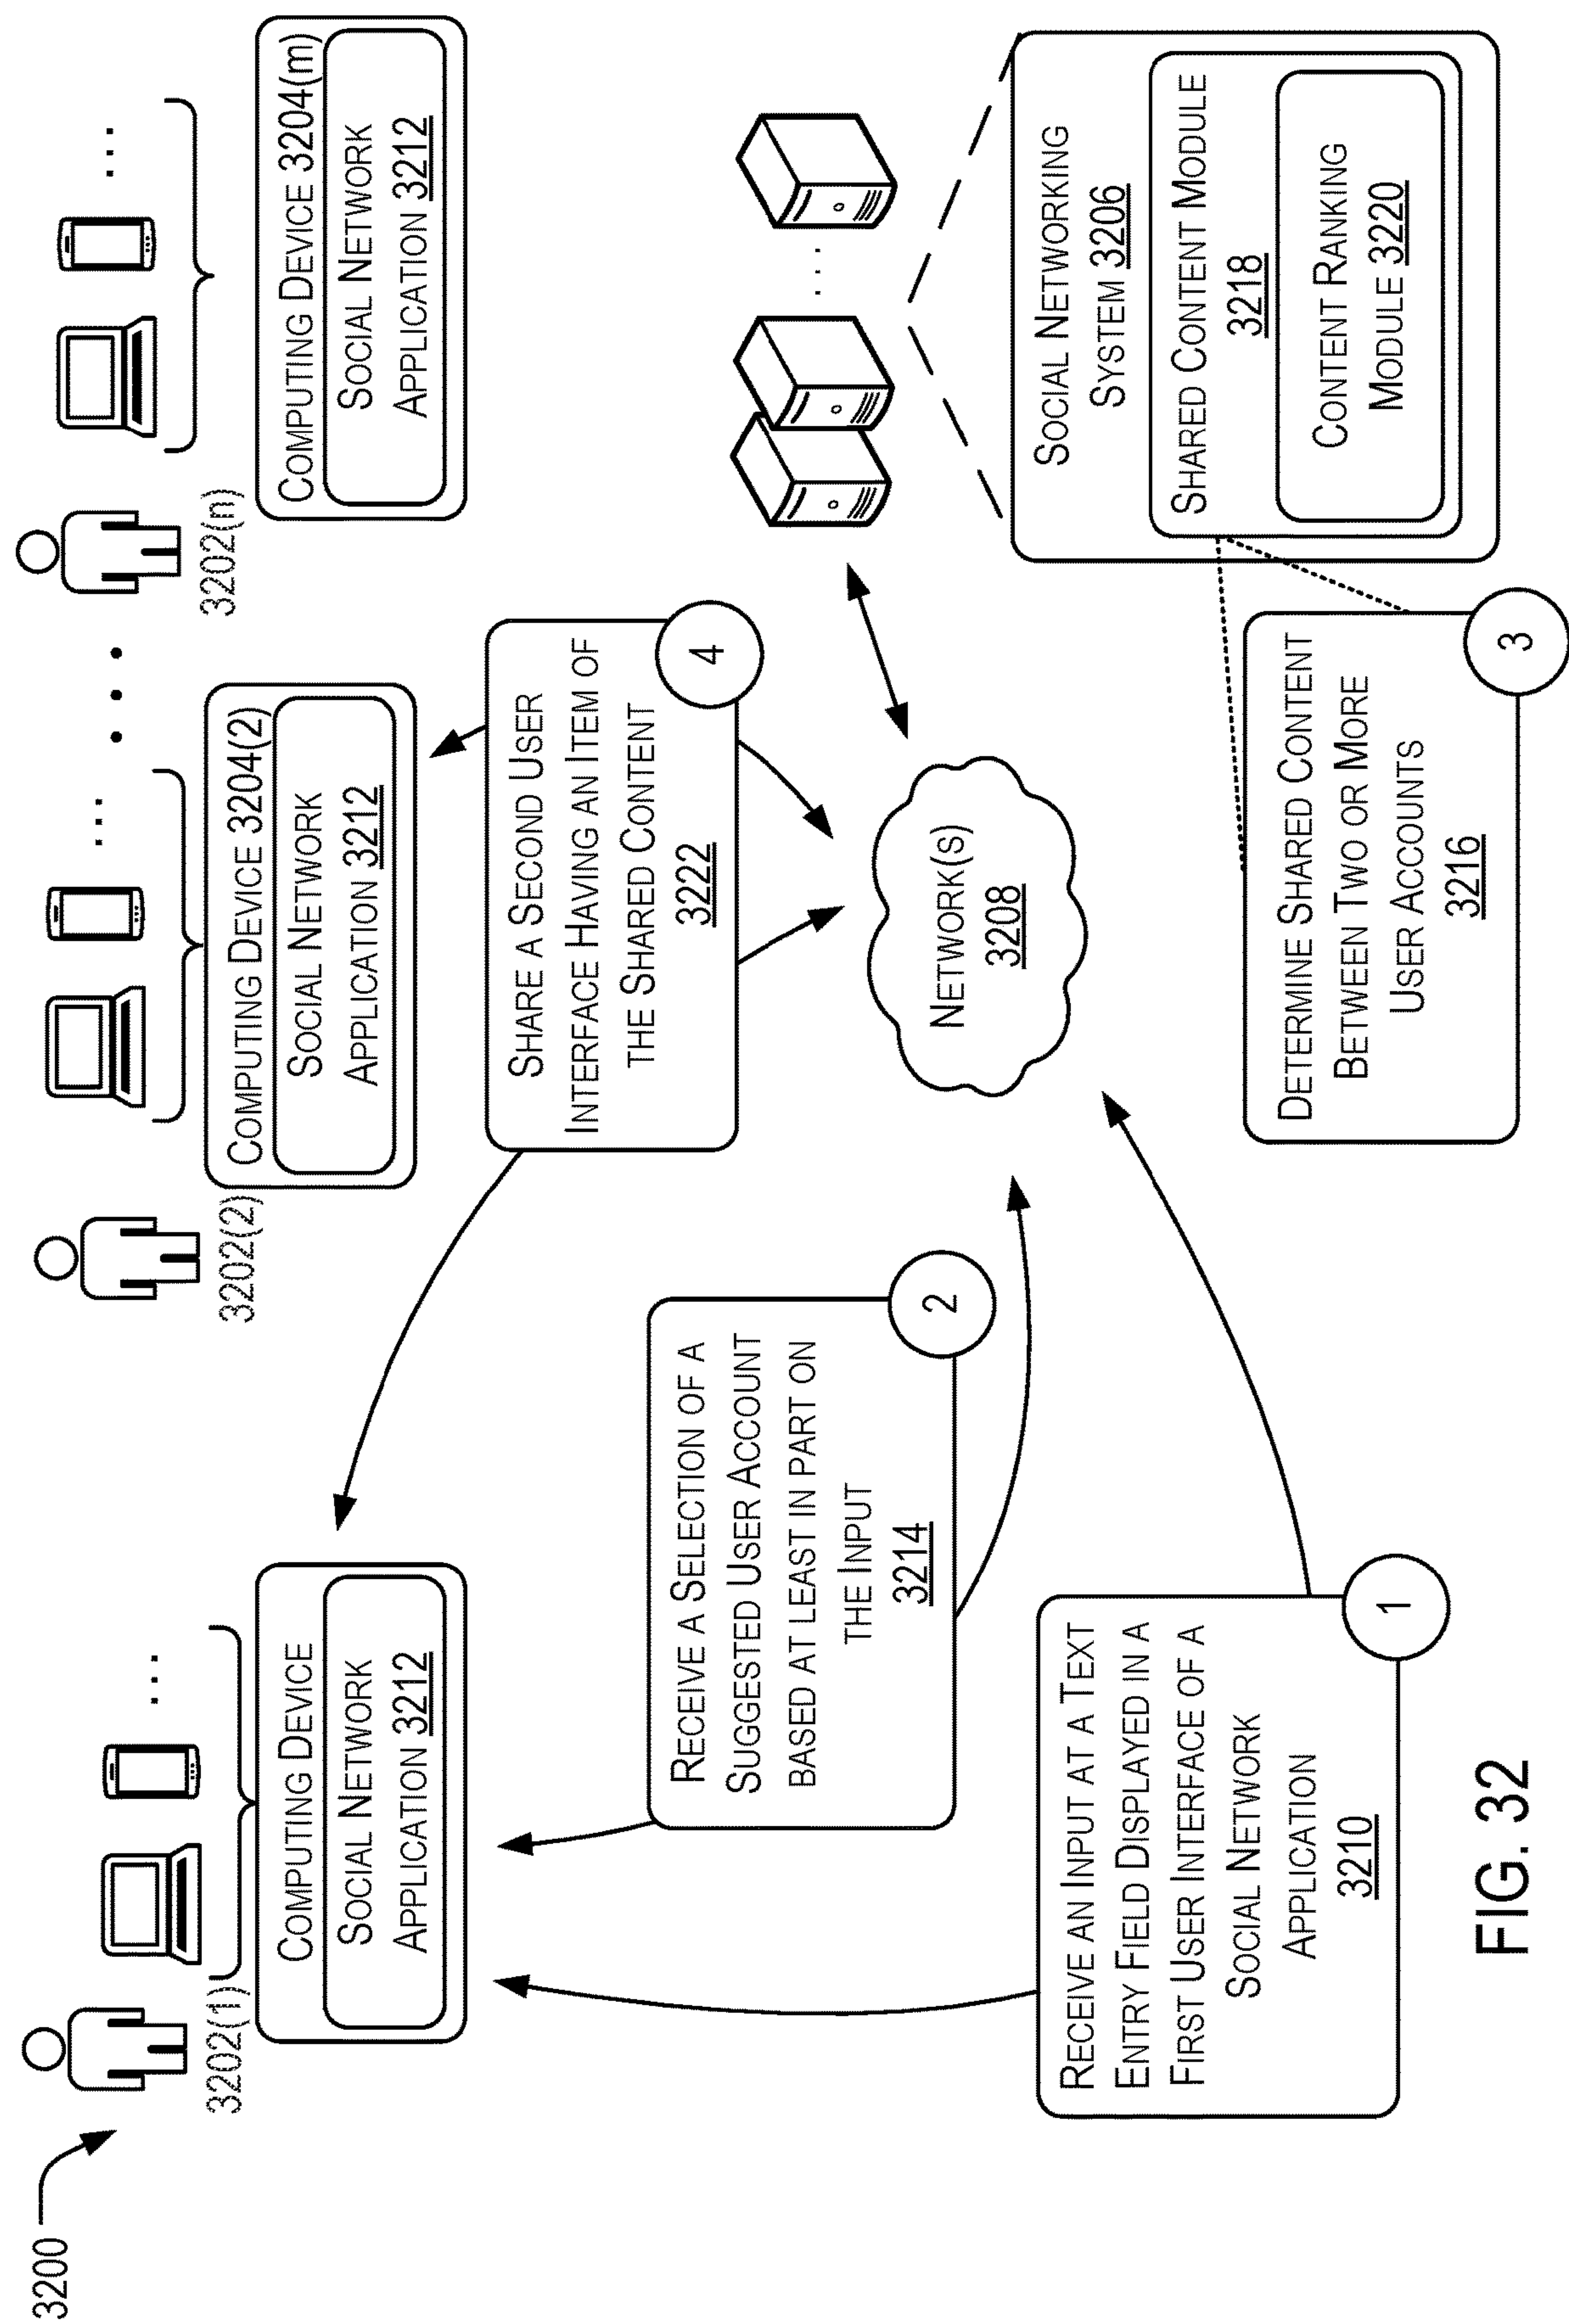 3200
3202(1)
COMPUTING DEVICE
SOCIAL NETWORK
APPLICATION 3212
3202(2)
COMPUTING DEVICE 3204(2)
SOCIAL NETWORK
APPLICATION 3212
3202(n)
COMPUTING DEVICE 3204(m)
SOCIAL NETWORK
APPLICATION 3212
SHARE A SECOND USER
INTERFACE HAVING AN ITEM OF
THE SHARED CONTENT
3222
4
RECEIVE A SELECTION OF A
SUGGESTED USER ACCOUNT
BASED AT LEAST IN PART ON
THE INPUT
3214
2
NETWORK(S)
3208
RECEIVE AN INPUT AT A TEXT
ENTRY FIELD DISPLAYED IN A
FIRST USER INTERFACE OF A
SOCIAL NETWORK
APPLICATION
3210
1
SOCIAL NETWORKING
SYSTEM 3206
SHARED CONTENT MODULE
3218
CONTENT RANKING
MODULE 3220
DETERMINE SHARED CONTENT
BETWEEN TWO OR MORE
USER ACCOUNTS
3216
3
FIG. 32